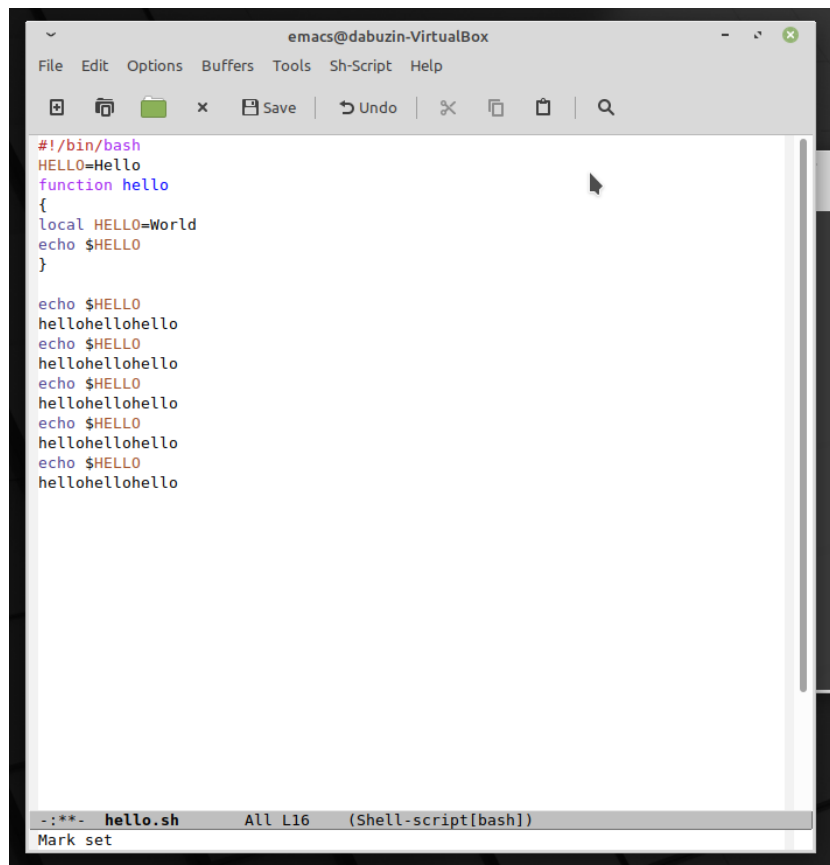 emacs@dabuzin-VirtualBox
File Edit Options Buffers Tools Sh-Script Help
Save Undo
#!/bin/bash
HELLO=Hello
function hello
{
local HELLO=World
echo $HELLO
}
echo $HELLO
hellohellohello
echo $HELLO
hellohellohello
echo $HELLO
hellohellohello
echo $HELLO
hellohellohello
echo $HELLO
hellohellohello
-:**- hello.sh All L16 (Shell-script[bash])
Mark set